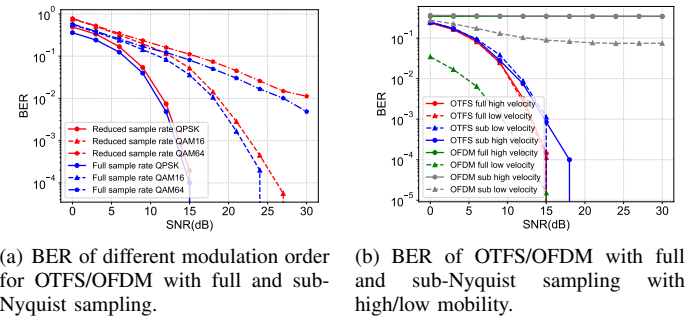 BER
10^0
10^-1
10^-2
10^-3
10^-4
Reduced sample rate QPSK
Reduced sample rate QAM16
Reduced sample rate QAM64
Full sample rate QPSK
Full sample rate QAM16
Full sample rate QAM64
0 5 10 15 20 25 30
SNR(dB)
(a) BER of different modulation order
for OTFS/OFDM with full and sub-
Nyquist sampling.
BER
10^-1
10^-2
10^-3
10^-4
10^-5
OTFS full high velocity
OTFS full low velocity
OTFS sub low velocity
OTFS sub high velocity
OFDM full high velocity
OFDM full low velocity
OFDM sub high velocity
OFDM sub low velocity
0 5 10 15 20 25 30
SNR(dB)
(b) BER of OTFS/OFDM with full
and sub-Nyquist sampling with
high/low mobility.